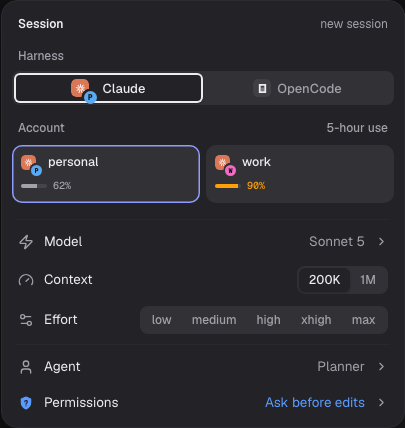 Session new session
Harness
P Claude OpenCode
Account 5-hour use
P personal W work
62% 90%
Model Sonnet 5
Context 200K 1M
Effort low medium high xhigh max
Agent Planner
? Permissions Ask before edits